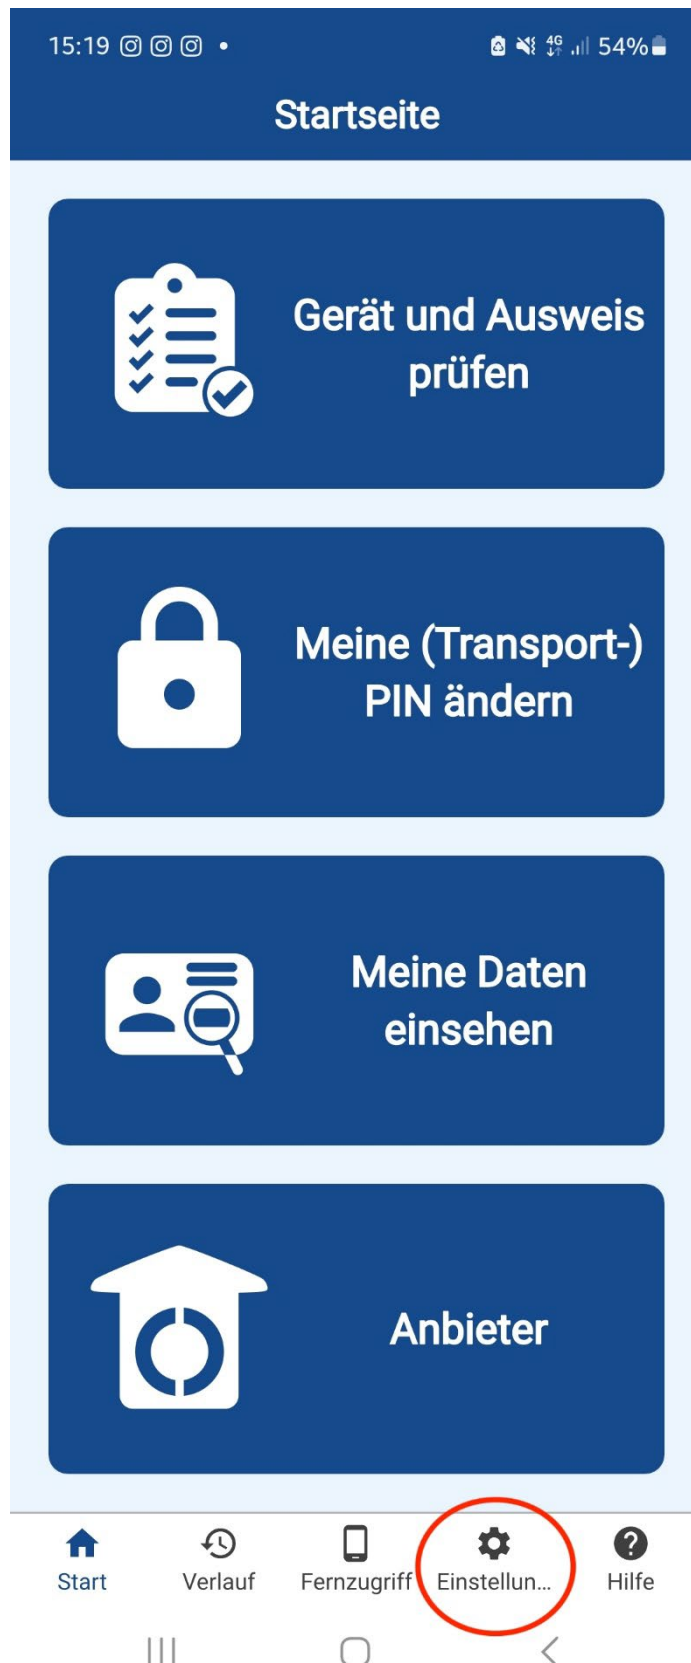 15:19
4G
54%
Startseite
Gerät und Ausweis
prüfen
Meine (Transport-)
PIN ändern
Meine Daten
einsehen
Anbieter
Start
Verlauf
Fernzugriff
Einstellun...
Hilfe